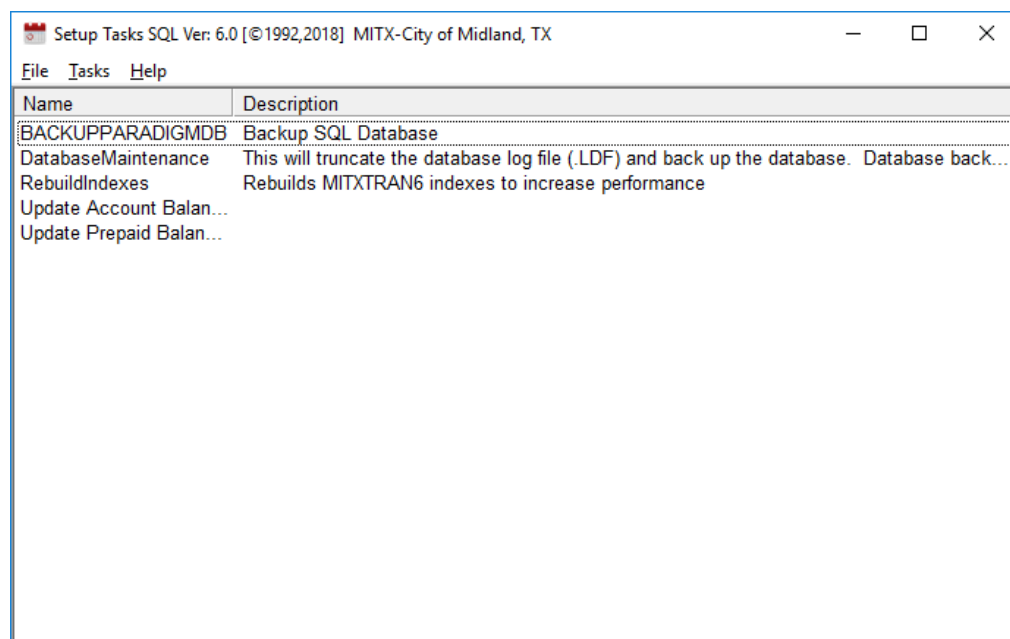 Setup Tasks SQL Ver: 6.0 [©1992,2018] MITX-City of Midland, TX
File Tasks Help
Name Description
BACKUPPARADIGMDB Backup SQL Database
DatabaseMaintenance This will truncate the database log file (.LDF) and back up the database. Database back...
RebuildIndexes Rebuilds MITXTRAN6 indexes to increase performance
Update Account Balan...
Update Prepaid Balan...